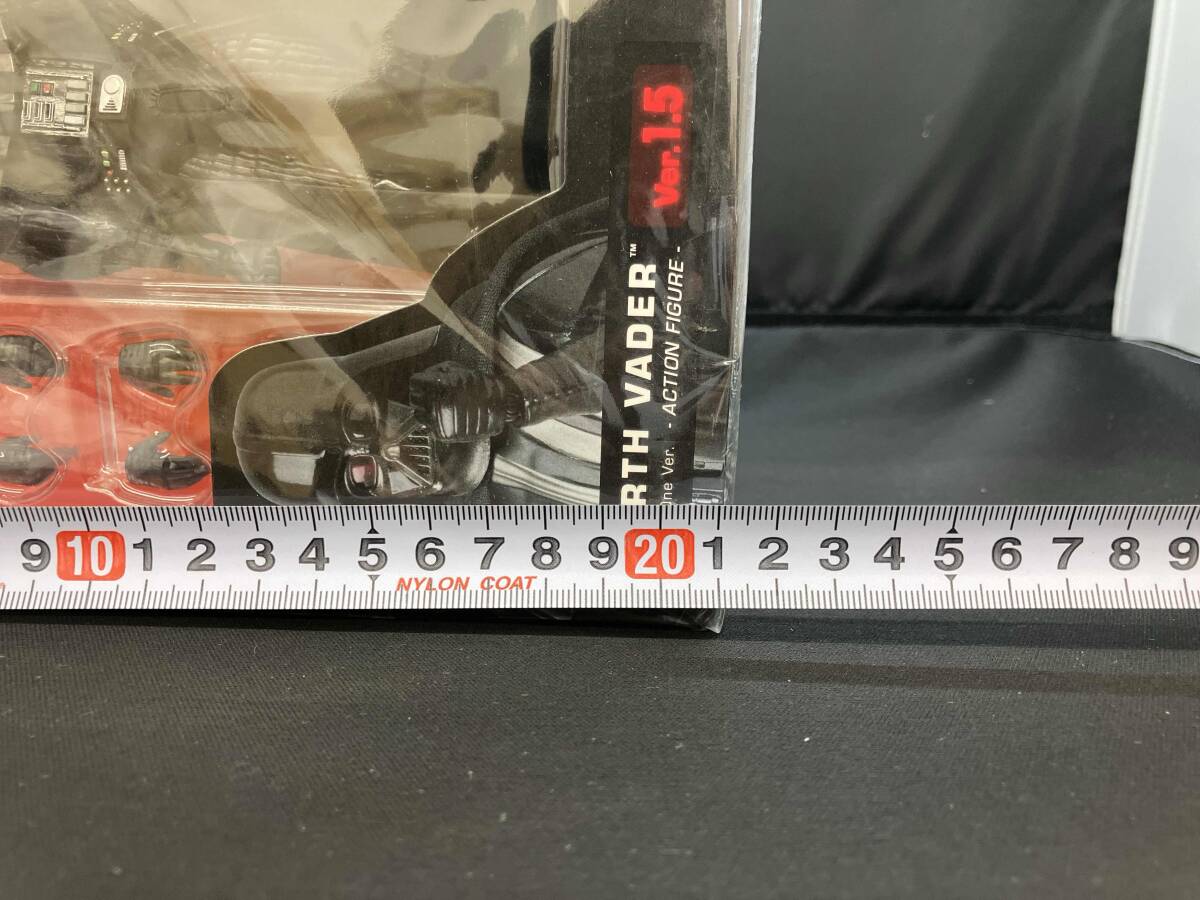 Ver.1.5
RTH VADER™
One Ver. - ACTION FIGURE -
9 10 1 2 3 4 5 6 7 8 9 20 1 2 3 4 5 6 7 8 9
NYLON COAT